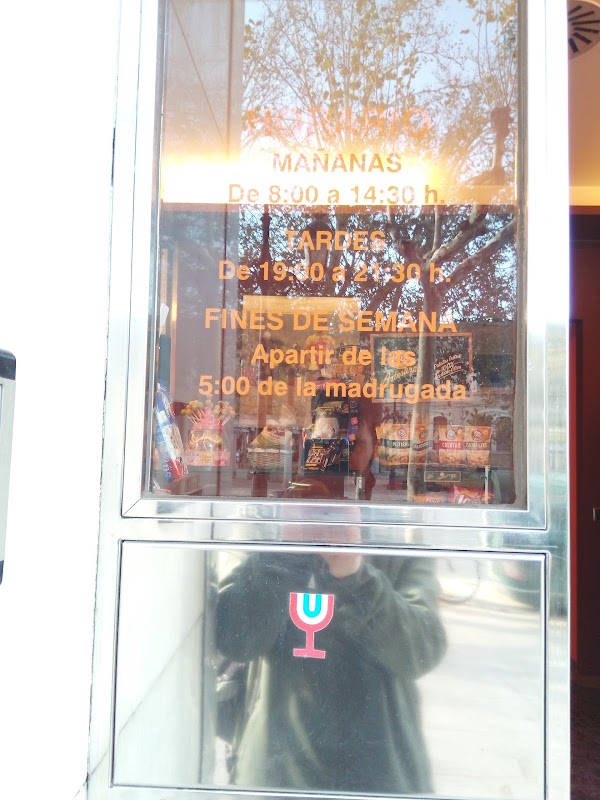 HORARIO
MAÑANAS
De 8:00 a 14:30 h.
TARDES
De 19:00 a 21:30 h.
FINES DE SEMANA
Apartir de las
5:00 de la madrugada
U